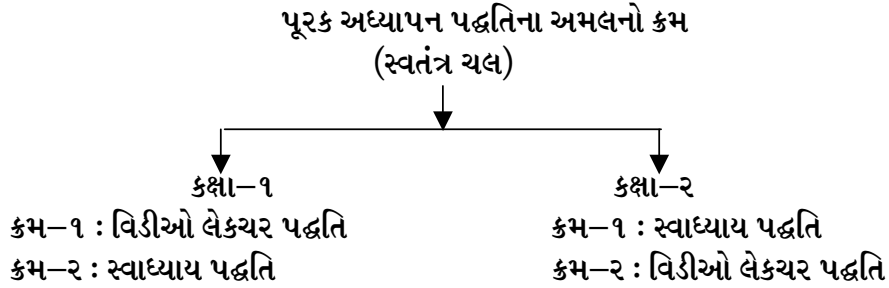 પૂરક અધ્યાપન પદ્ધતિના અમલનો ક્રમ
(સ્વતંત્ર ચલ)
કક્ષા–૧
ક્રમ–૧ : વિડીઓ લેકચર પદ્ધતિ
ક્રમ–૨ : સ્વાધ્યાય પદ્ધતિ
કક્ષા–૨
ક્રમ–૧ : સ્વાધ્યાય પદ્ધતિ
ક્રમ–૨ : વિડીઓ લેકચર પદ્ધતિ